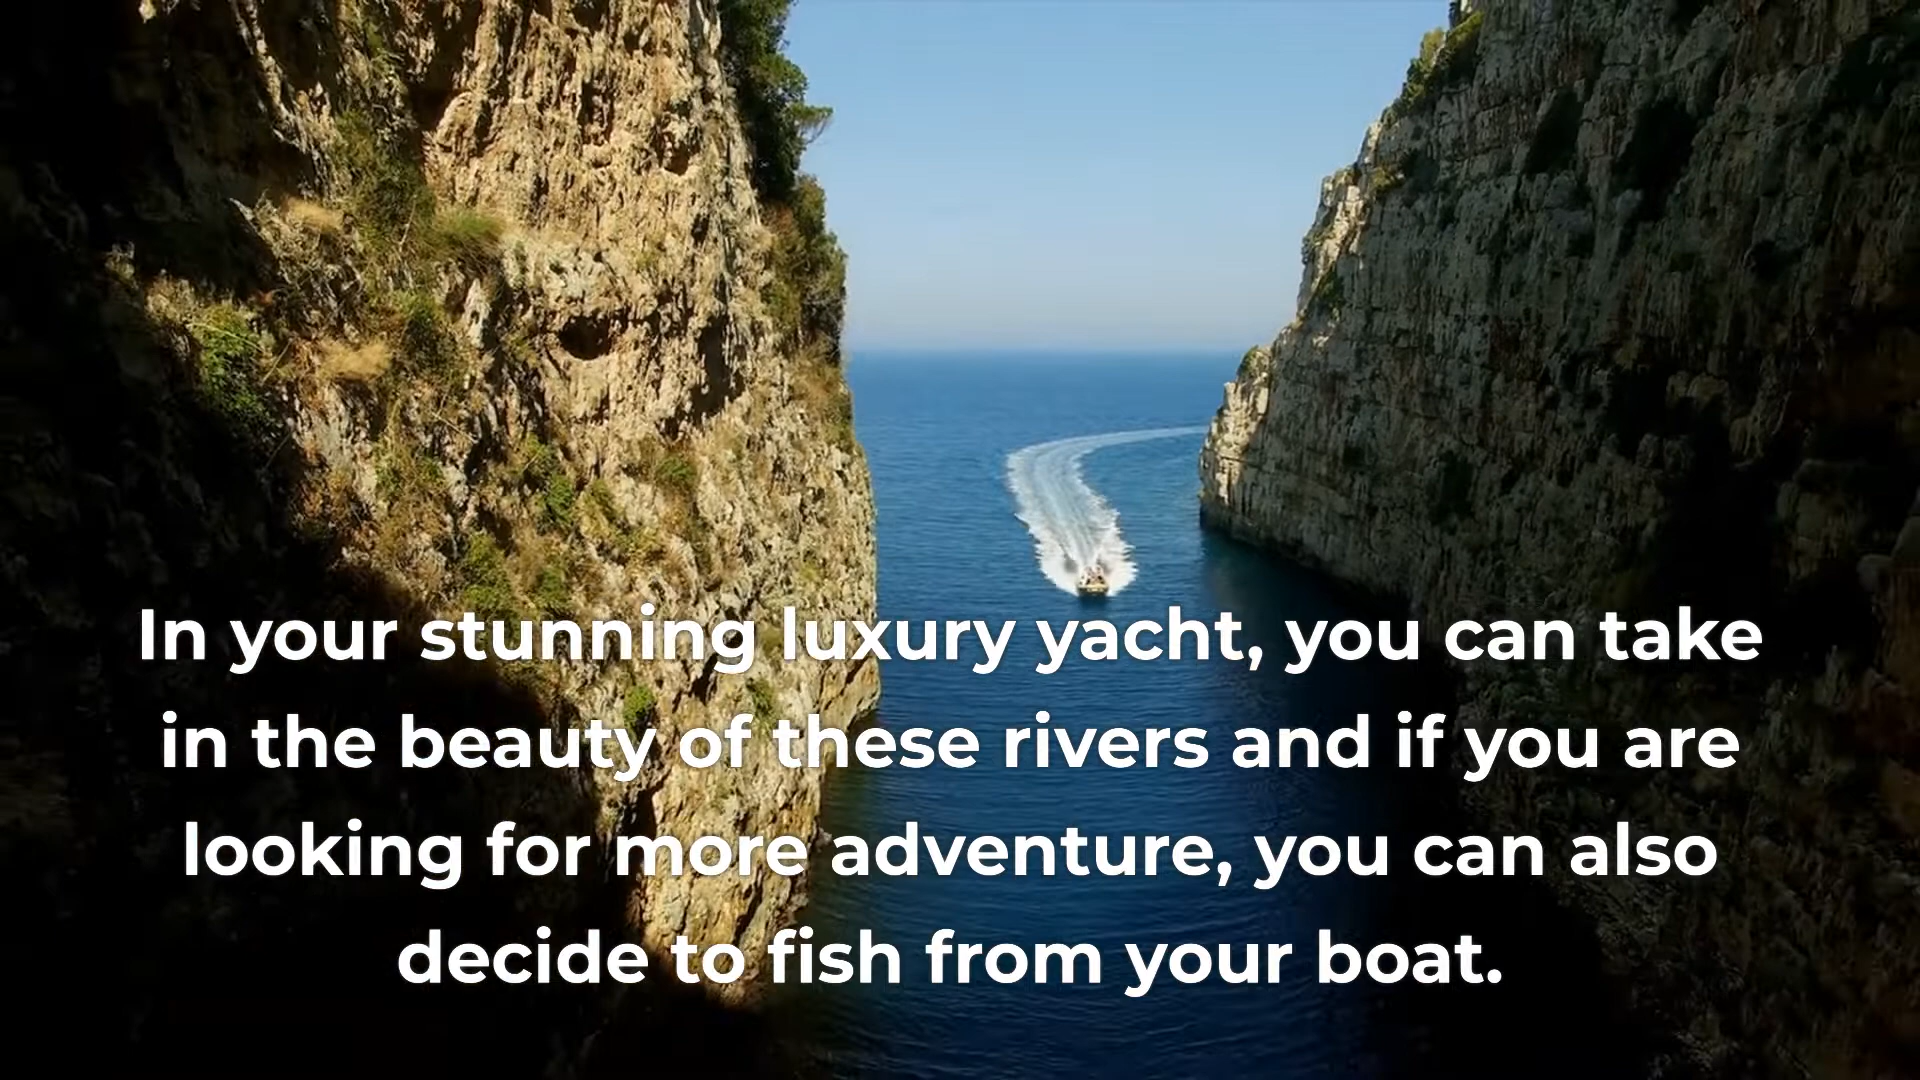 In your stunning luxury yacht, you can take
in the beauty of these rivers and if you are
looking for more adventure, you can also
decide to fish from your boat.